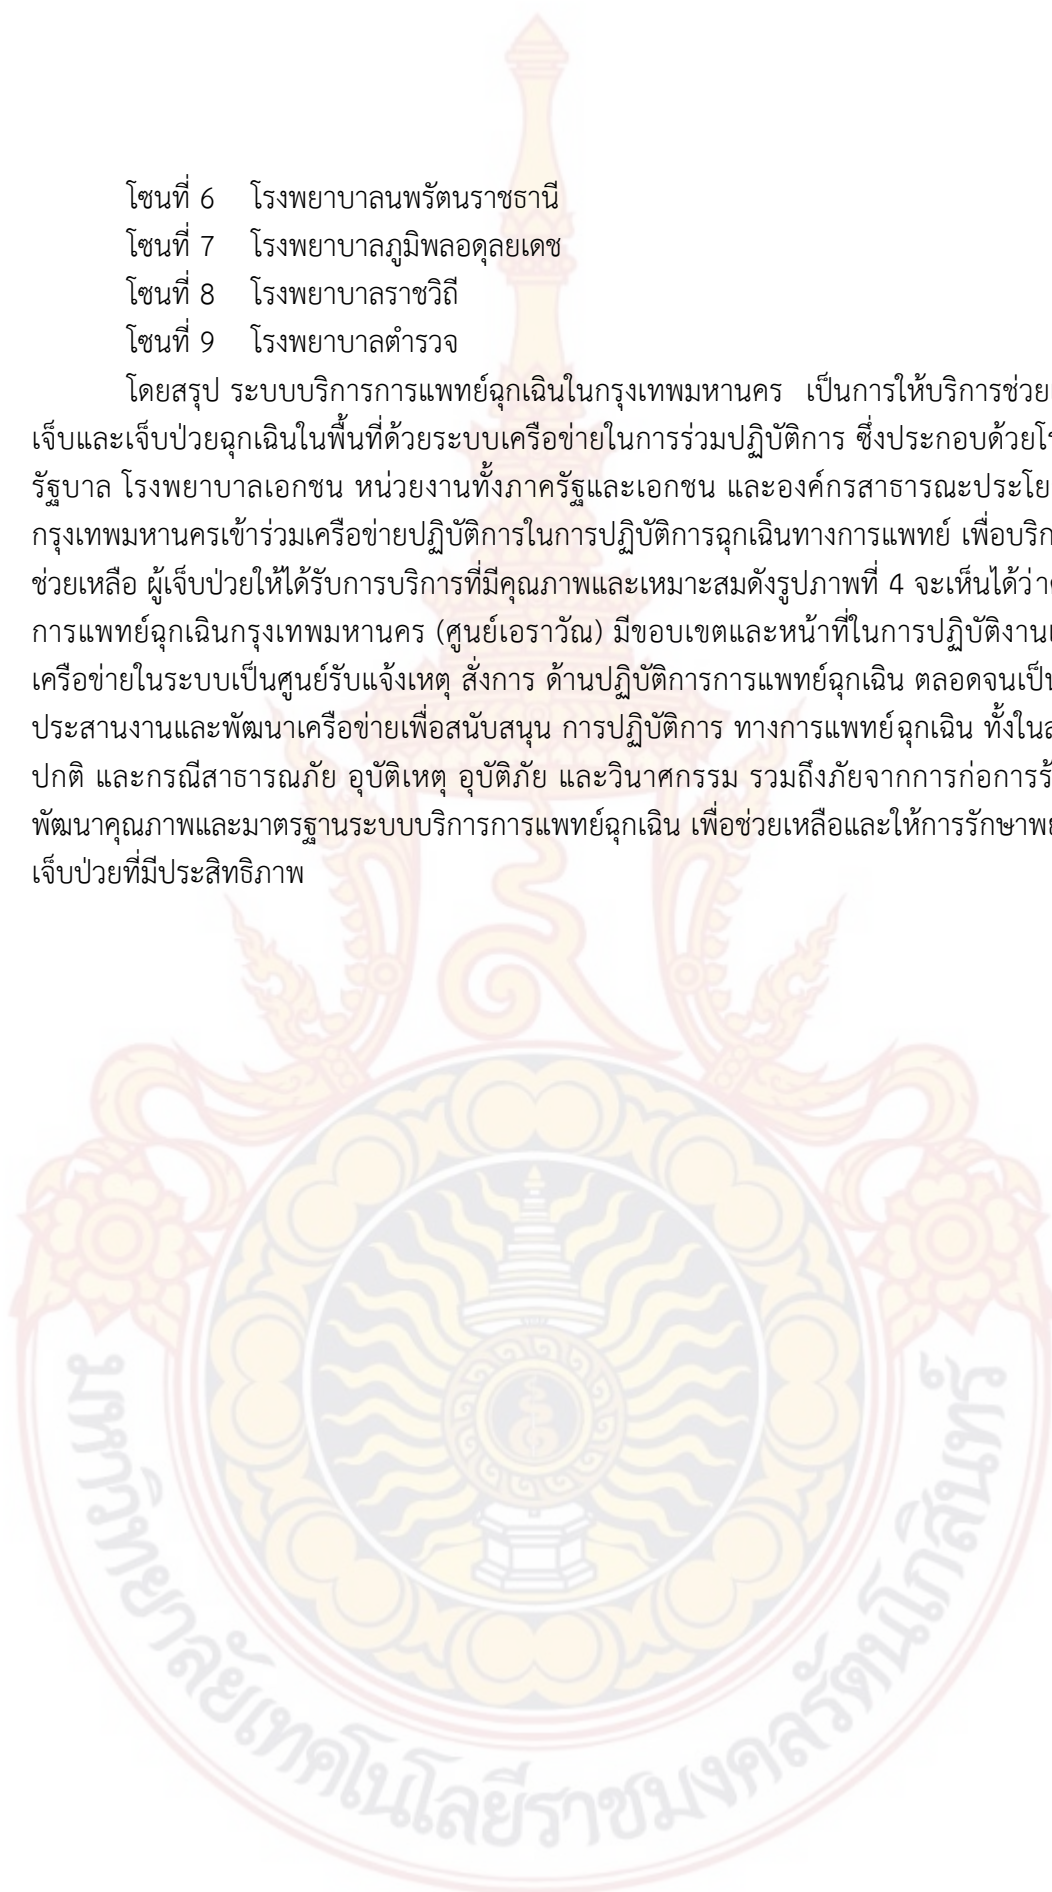 โซนที่ 6 โรงพยาบาลนพรัตนราชธานี
โซนที่ 7 โรงพยาบาลภูมิพลอดุลยเดช
โซนที่ 8 โรงพยาบาลราชวิถี
โซนที่ 9 โรงพยาบาลตำรวจ
โดยสรุป ระบบบริการการแพทย์ฉุกเฉินในกรุงเทพมหานคร เป็นการให้บริการช่วย
เจ็บและเจ็บป่วยฉุกเฉินในพื้นที่ด้วยระบบเครือข่ายในการร่วมปฏิบัติการ ซึ่งประกอบด้วย
รัฐบาล โรงพยาบาลเอกชน หน่วยงานทั้งภาครัฐและเอกชน และองค์กรสาธารณะประโย
กรุงเทพมหานครเข้าร่วมเครือข่ายปฏิบัติการในการปฏิบัติการฉุกเฉินทางการแพทย์ เพื่อบริก
ช่วยเหลือ ผู้เจ็บป่วยให้ได้รับการบริการที่มีคุณภาพและเหมาะสมดังรูปภาพที่ 4 จะเห็นได้ว่า
การแพทย์ฉุกเฉินกรุงเทพมหานคร (ศูนย์เอราวัณ) มีขอบเขตและหน้าที่ในการปฏิบัติงาน
เครือข่ายในระบบเป็นศูนย์รับแจ้งเหตุ สั่งการ ด้านปฏิบัติการการแพทย์ฉุกเฉิน ตลอดจนเป็น
ประสานงานและพัฒนาเครือข่ายเพื่อสนับสนุน การปฏิบัติการ ทางการแพทย์ฉุกเฉิน ทั้งใน
ปกติ และกรณีสาธารณภัย อุบัติเหตุ อุบัติภัย และวินาศกรรม รวมถึงภัยจากการก่อการร้
พัฒนาคุณภาพและมาตรฐานระบบบริการการแพทย์ฉุกเฉิน เพื่อช่วยเหลือและให้การรักษาพ
เจ็บป่วยที่มีประสิทธิภาพ
มหาวิทยาลัยเทคโนโลยีราชมงคลรัตนโกสินทร์